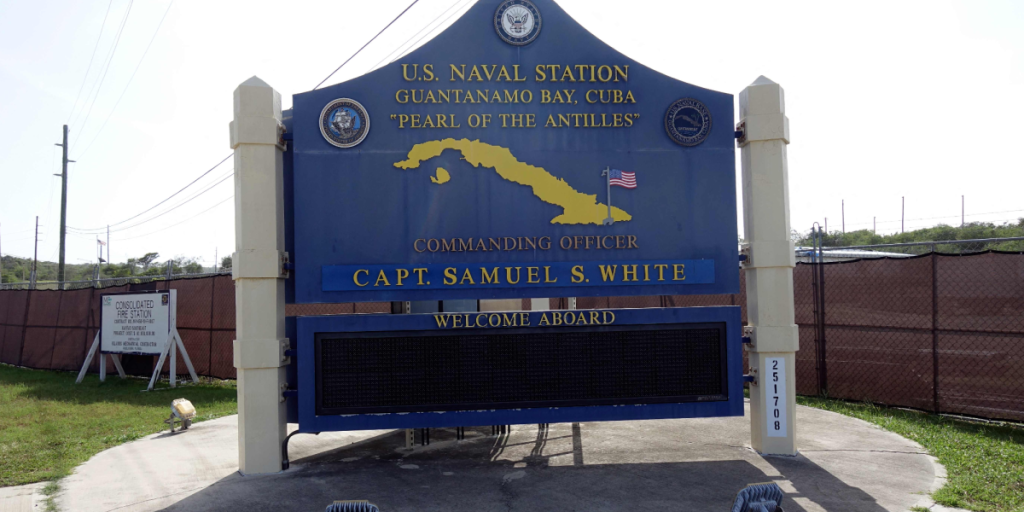 U.S. NAVAL STATION
GUANTANAMO BAY, CUBA
"PEARL OF THE ANTILLES"
COMMANDING OFFICER
CAPT. SAMUEL S. WHITE
WELCOME ABOARD
CONSOLIDATED
FIRE STATION
251708